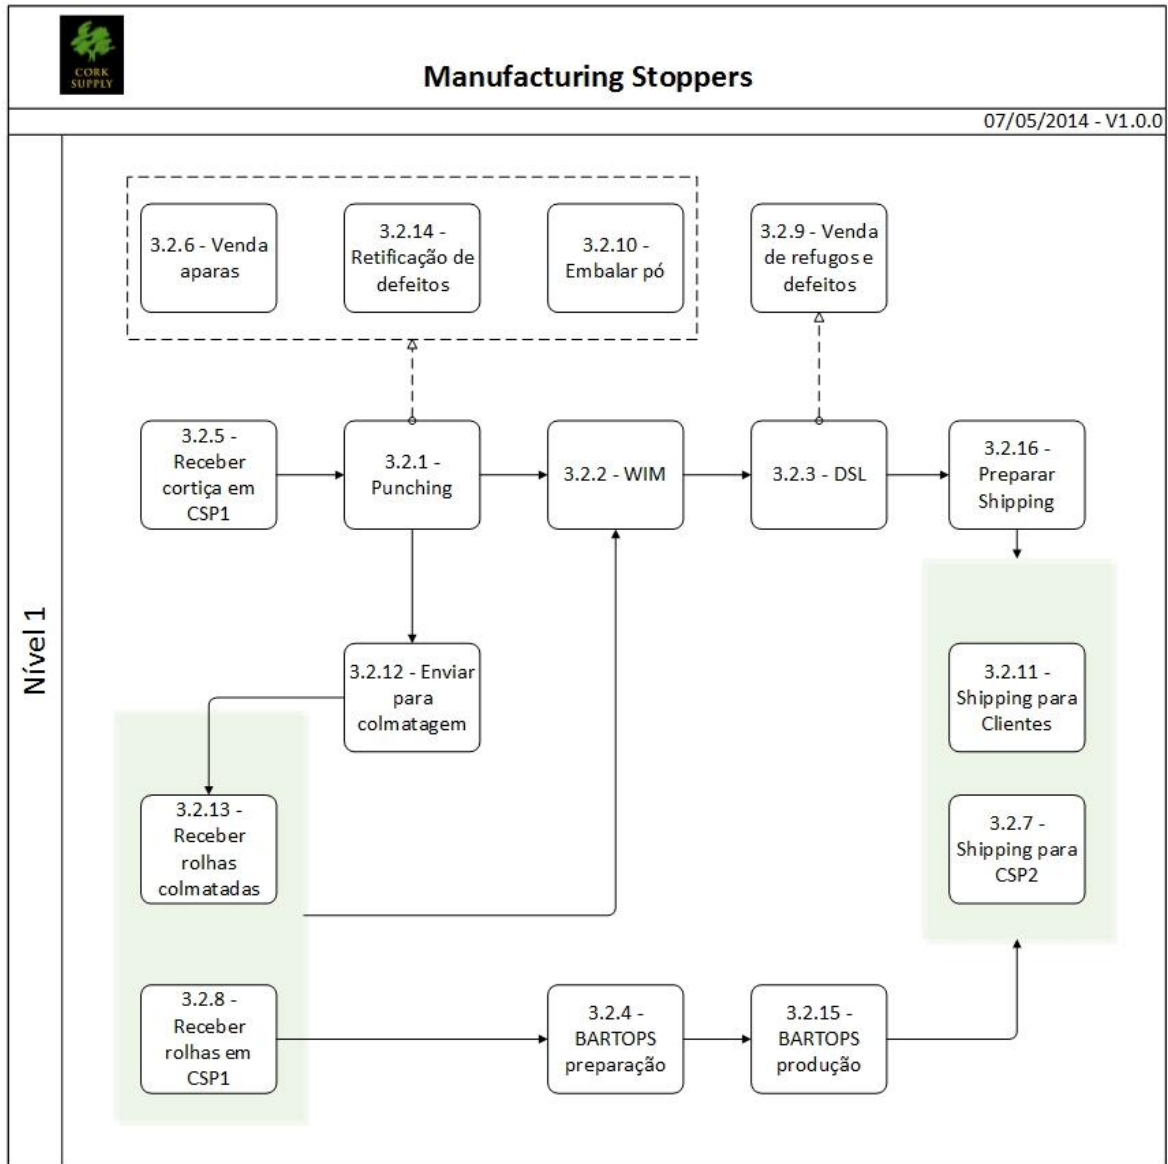 CORK
SUPPLY
Manufacturing Stoppers
07/05/2014 - V1.0.0
Nível 1
3.2.6 - Venda
aparas
3.2.14 -
Retificação de
defeitos
3.2.10 -
Embalar pó
3.2.9 - Venda
de refugos e
defeitos
3.2.5 -
Receber
cortiça em
CSP1
3.2.1 -
Punching
3.2.2 - WIM
3.2.3 - DSL
3.2.16 -
Preparar
Shipping
3.2.12 - Enviar
para
colmatagem
3.2.11 -
Shipping para
Clientes
3.2.13 -
Receber
rolhas
colmatadas
3.2.7 -
Shipping para
CSP2
3.2.8 -
Receber
rolhas em
CSP1
3.2.4 -
BARTOPS
preparação
3.2.15 -
BARTOPS
produção